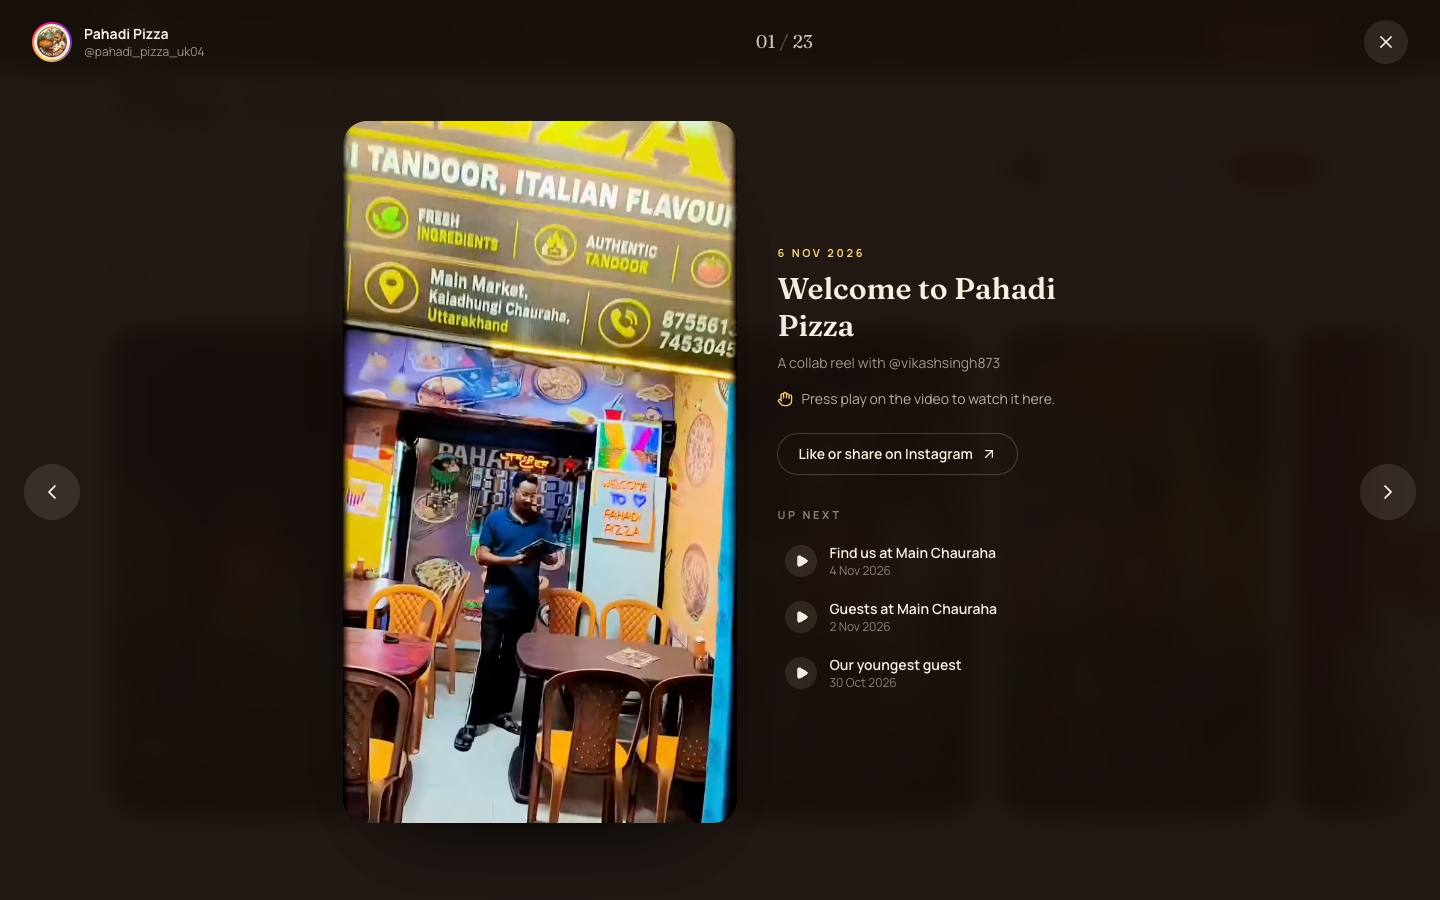 Pahadi Pizza
@pahadi_pizza_uk04
01 / 23
I TANDOOR, ITALIAN FLAVOUR
FRESH
INGREDIENTS
AUTHENTIC
TANDOOR
Main Market,
Kaladhungi Chauraha,
Uttarakhand
875561
7453045
WELCOME
TO
PAHADI
PIZZA
6 NOV 2026
Welcome to Pahadi
Pizza
A collab reel with @vikashsingh873
Press play on the video to watch it here.
Like or share on Instagram
UP NEXT
Find us at Main Chauraha
4 Nov 2026
Guests at Main Chauraha
2 Nov 2026
Our youngest guest
30 Oct 2026